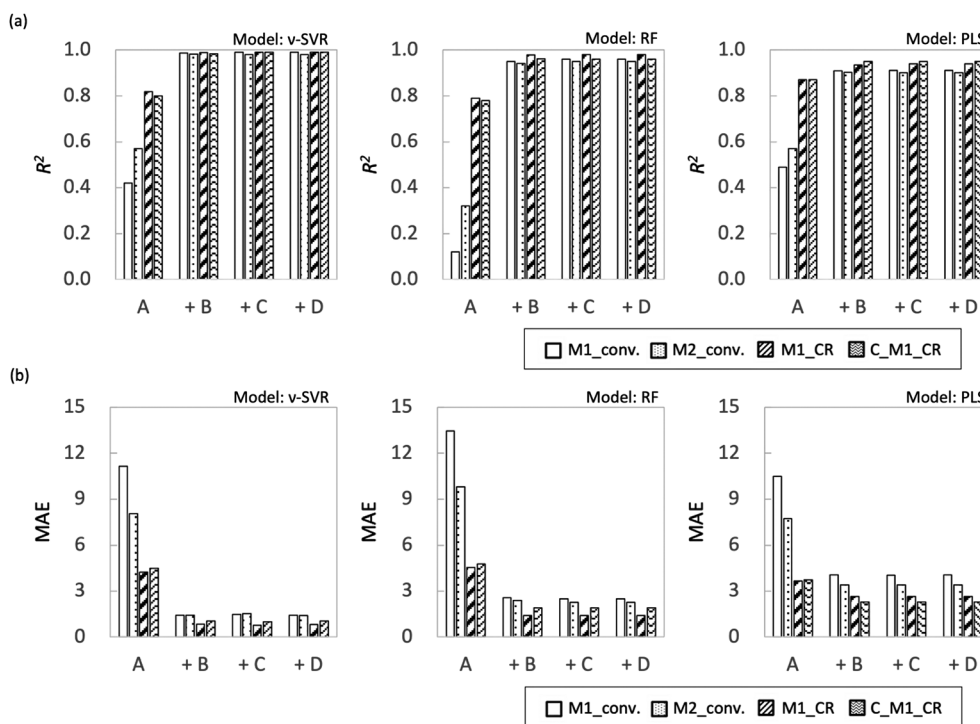 (a)
Model: ν-SVR
Model: RF
Model: PLS
1.0
0.8
0.6
0.4
0.2
0.0
R²
A
+ B
+ C
+ D
1.0
0.8
0.6
0.4
0.2
0.0
R²
A
+ B
+ C
+ D
1.0
0.8
0.6
0.4
0.2
0.0
R²
A
+ B
+ C
+ D
M1_conv. M2_conv. M1_CR C_M1_CR
(b)
Model: ν-SVR
Model: RF
Model: PLS
15
12
9
6
3
0
MAE
A
+ B
+ C
+ D
15
12
9
6
3
0
MAE
A
+ B
+ C
+ D
15
12
9
6
3
0
MAE
A
+ B
+ C
+ D
M1_conv. M2_conv. M1_CR C_M1_CR